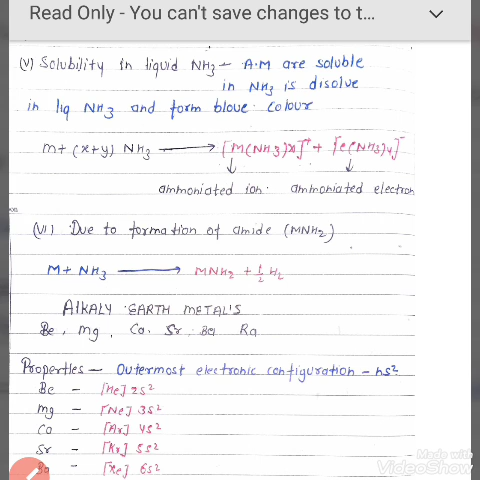 Read Only - You can't save changes to t...
(V) Solubility in liquid NH3 - A.M are soluble
in NH3 is disolve
in liq NH3 and form bloue colour
M+ (x+y) NH3 ⟶ [M(NH3)x]+ + [e(NH3)y]-
↓ ↓
ammoniated ion. ammoniated electron
(VI) Due to formation of amide (MNH2)
M + NH3 ⟶ MNH2 + 1/2 H2
ALKALY EARTH METAL'S
Be, Mg, Ca, Sr, Ba Ra
Properties - Outermost electronic configuration - ns2
Be - [He] 2s2
Mg - [Ne] 3s2
Ca - [Ar] 4s2
Sr - [Kr] 5s2
Ba - [Xe] 6s2
Made with
VideoShow